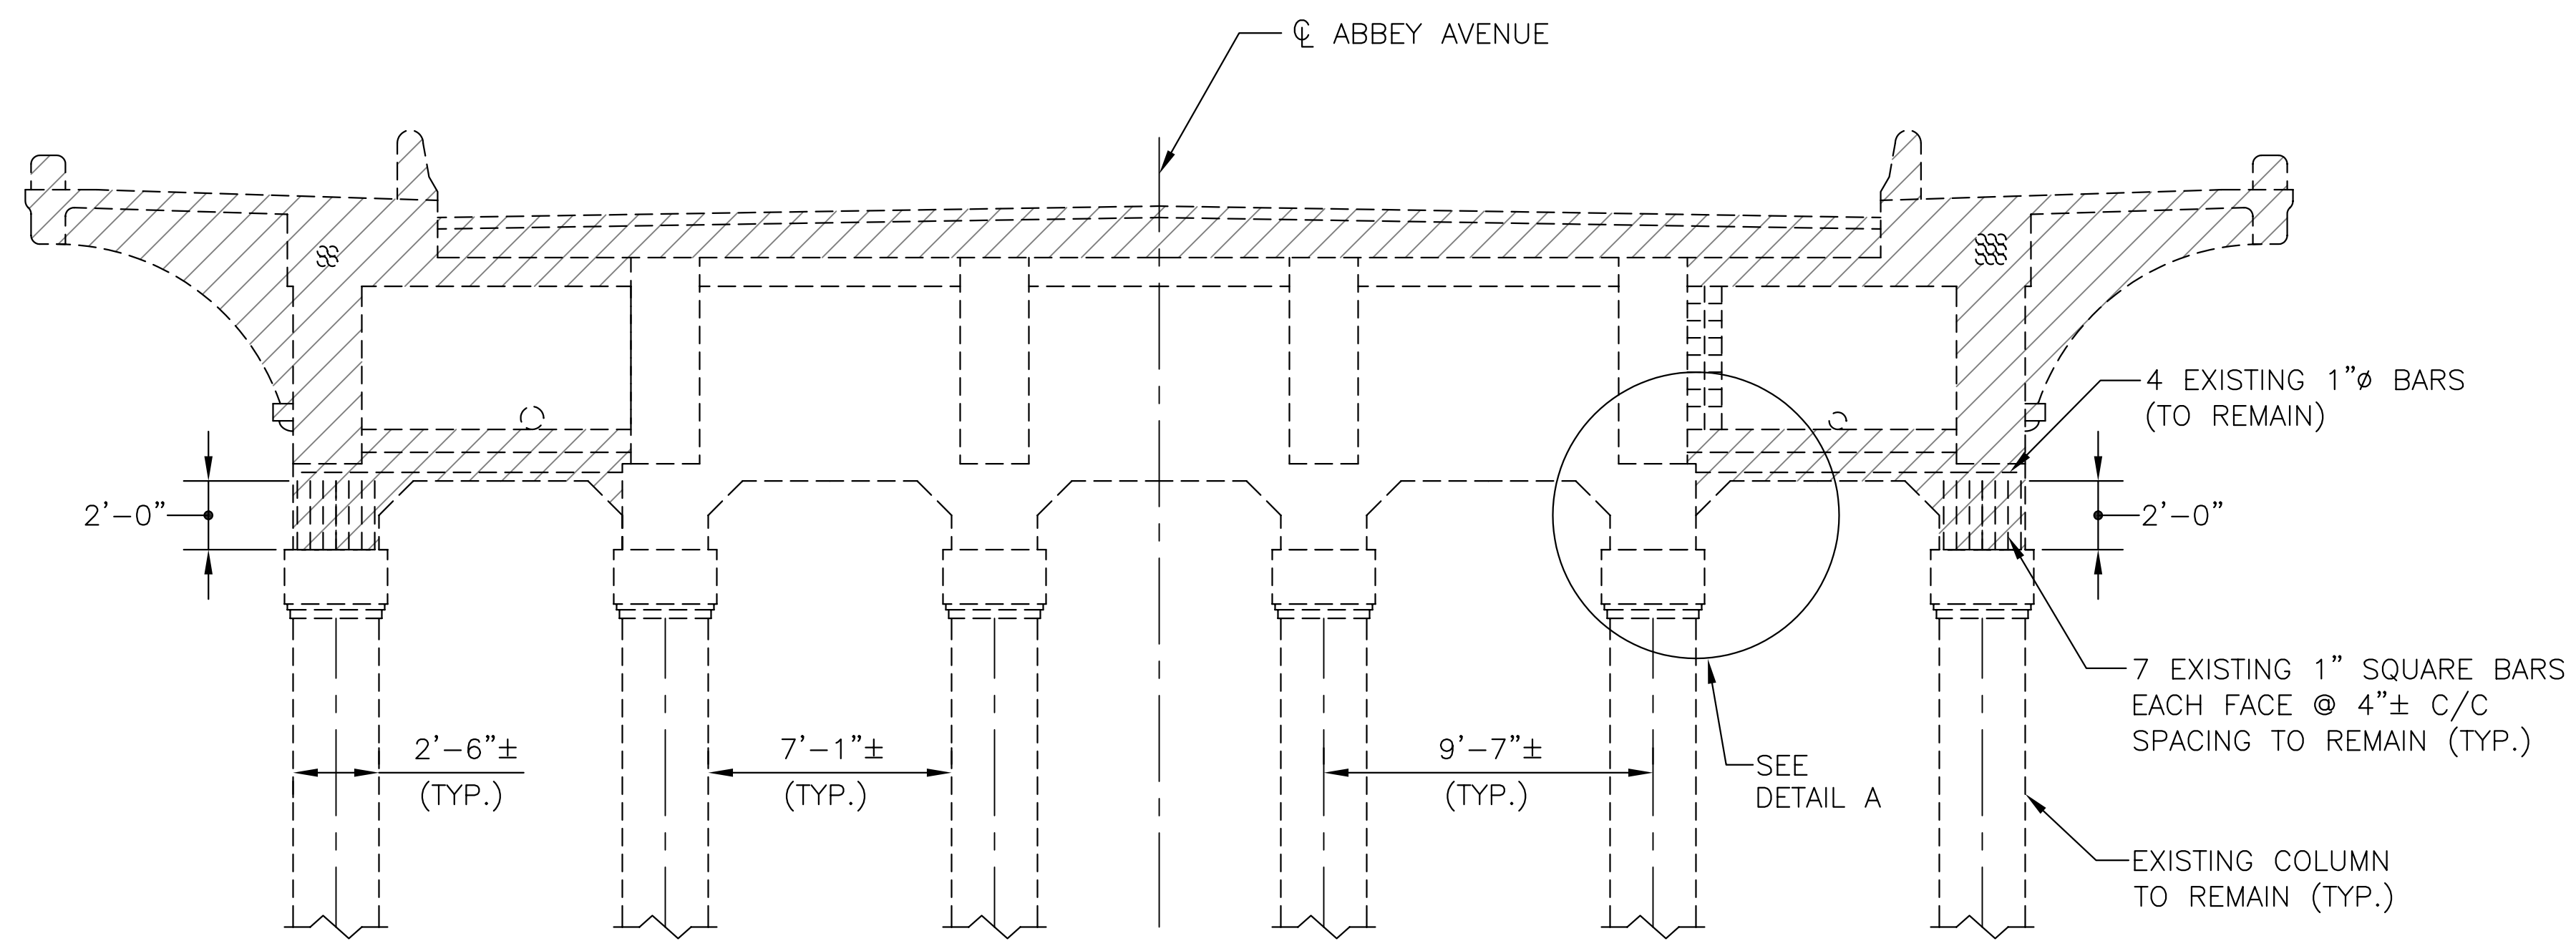 ℄ ABBEY AVENUE
4 EXISTING 1"ø BARS
(TO REMAIN)
2'-0"
2'-0"
7 EXISTING 1" SQUARE BARS
EACH FACE @ 4"± C/C
SPACING TO REMAIN (TYP.)
2'-6"±
(TYP.)
7'-1"±
(TYP.)
9'-7"±
(TYP.)
SEE
DETAIL A
EXISTING COLUMN
TO REMAIN (TYP.)